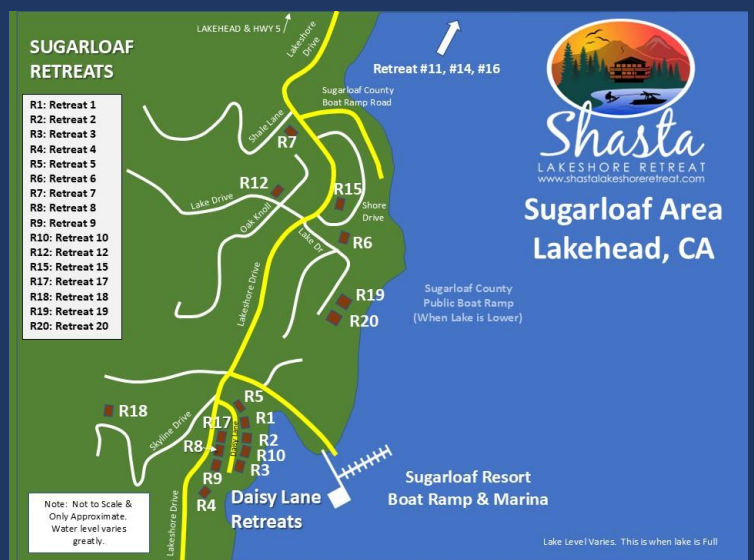 LAKEHEAD & HWY 5
SUGARLOAF
RETREATS
R1: Retreat 1
R2: Retreat 2
R3: Retreat 3
R4: Retreat 4
R5: Retreat 5
R6: Retreat 6
R7: Retreat 7
R8: Retreat 8
R9: Retreat 9
R10: Retreat 10
R12: Retreat 12
R15: Retreat 15
R17: Retreat 17
R18: Retreat 18
R19: Retreat 19
R20: Retreat 20
Lakeshore
Drive
Retreat #11, #14, #16
Sugarloaf County
Boat Ramp Road
Shale Lane
R7
R12
R15
Lake Drive
Oak Knoll
Shore
Drive
Lake Dr
R6
Lakeshore Drive
R19
R20
Shasta
LAKESHORE RETREAT
www.shastalakeshoreretreat.com
Sugarloaf Area
Lakehead, CA
Sugarloaf County
Public Boat Ramp
(When Lake is Lower)
R18
Skyline Drive
R5
R1
R17
R2
R8
R10
Daisy Lane
R9
R3
R4
Lakeshore Drive
Daisy Lane
Retreats
Sugarloaf Resort
Boat Ramp & Marina
Note: Not to Scale &
Only Approximate.
Water level varies
greatly.
Lake Level Varies. This is when lake is Full